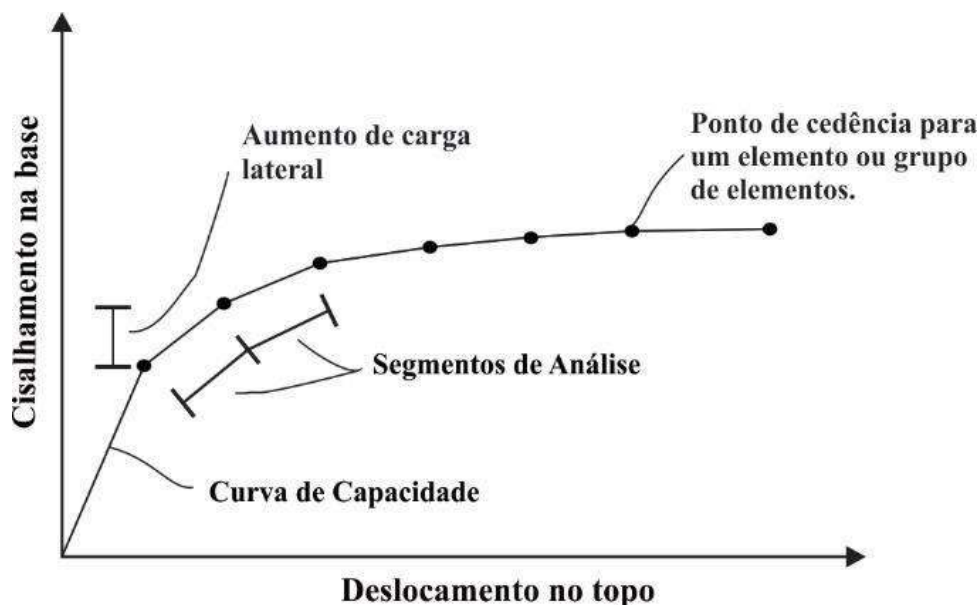 Cisalhamento na base
Aumento de carga
lateral
Ponto de cedência para
um elemento ou grupo
de elementos.
Segmentos de Análise
Curva de Capacidade
Deslocamento no topo